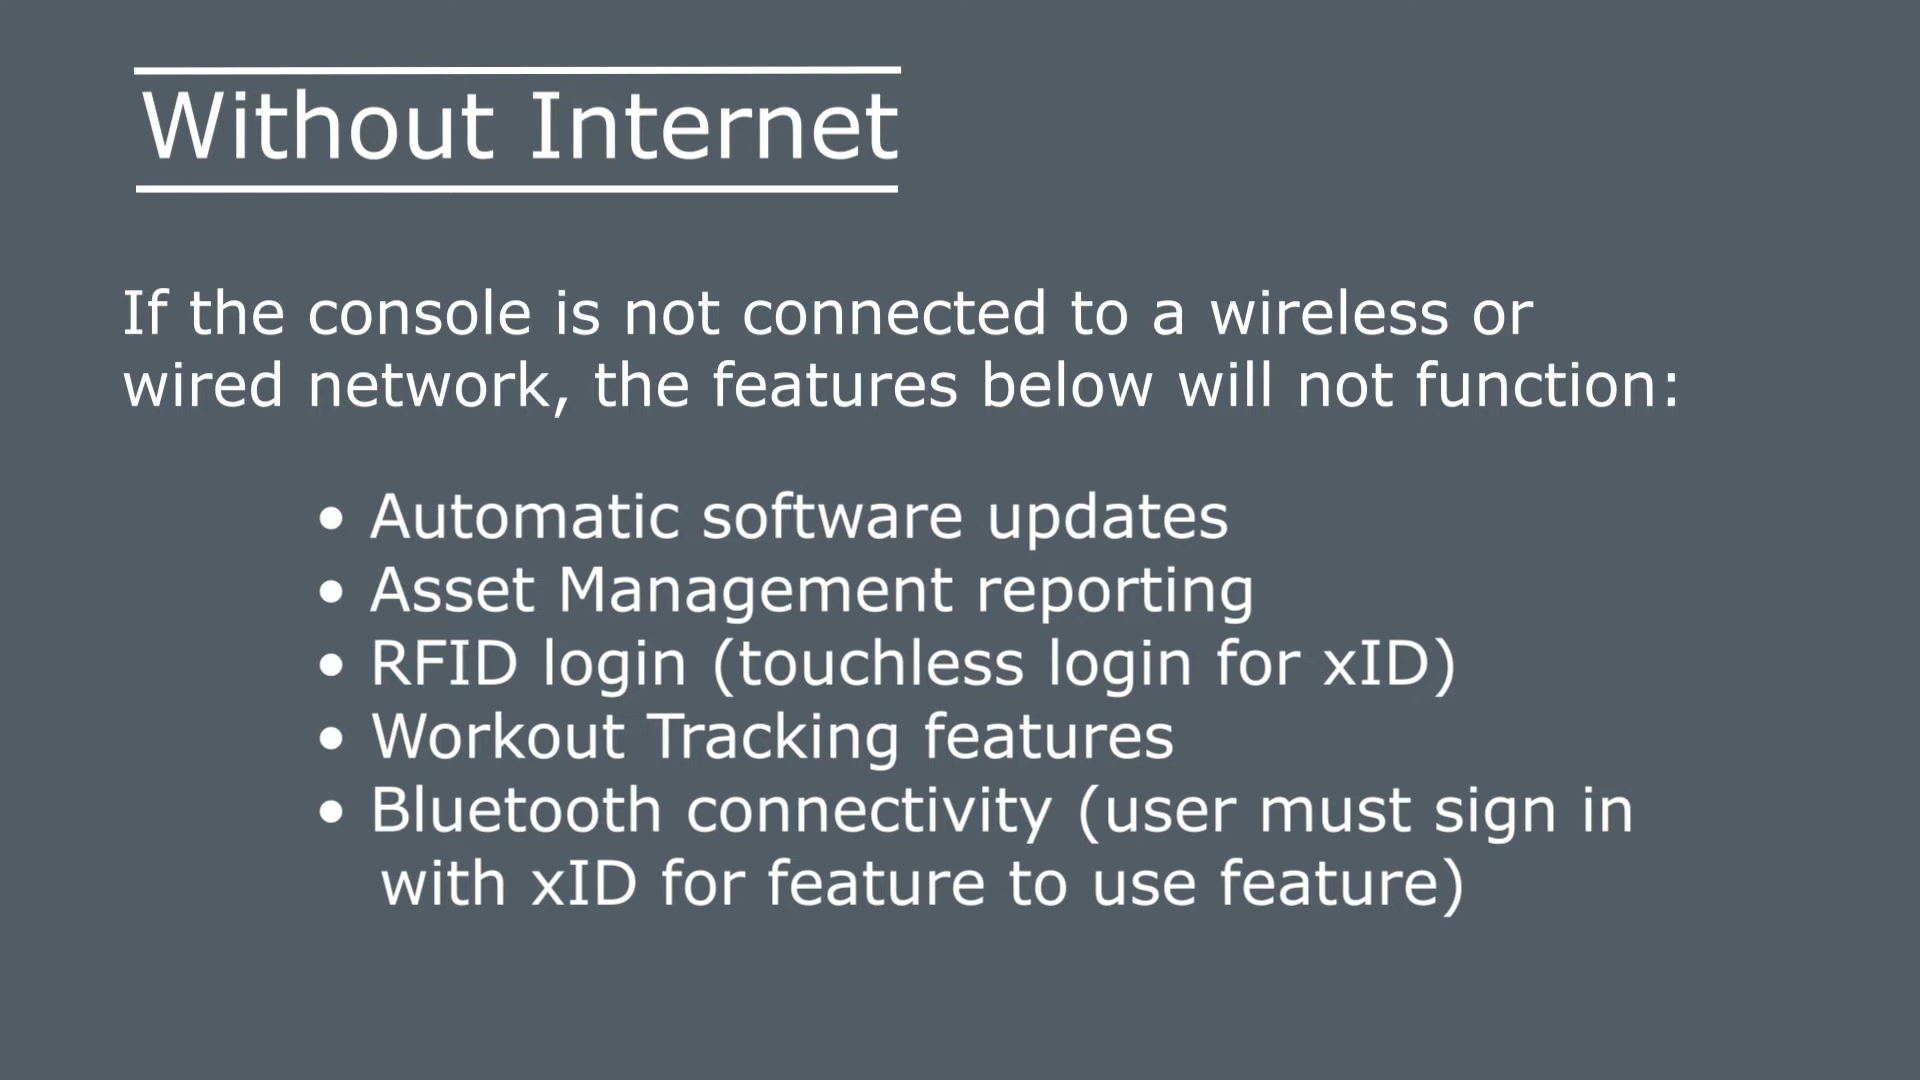 Without Internet
If the console is not connected to a wireless or
wired network, the features below will not function:
• Automatic software updates
• Asset Management reporting
• RFID login (touchless login for xID)
• Workout Tracking features
• Bluetooth connectivity (user must sign in
with xID for feature to use feature)